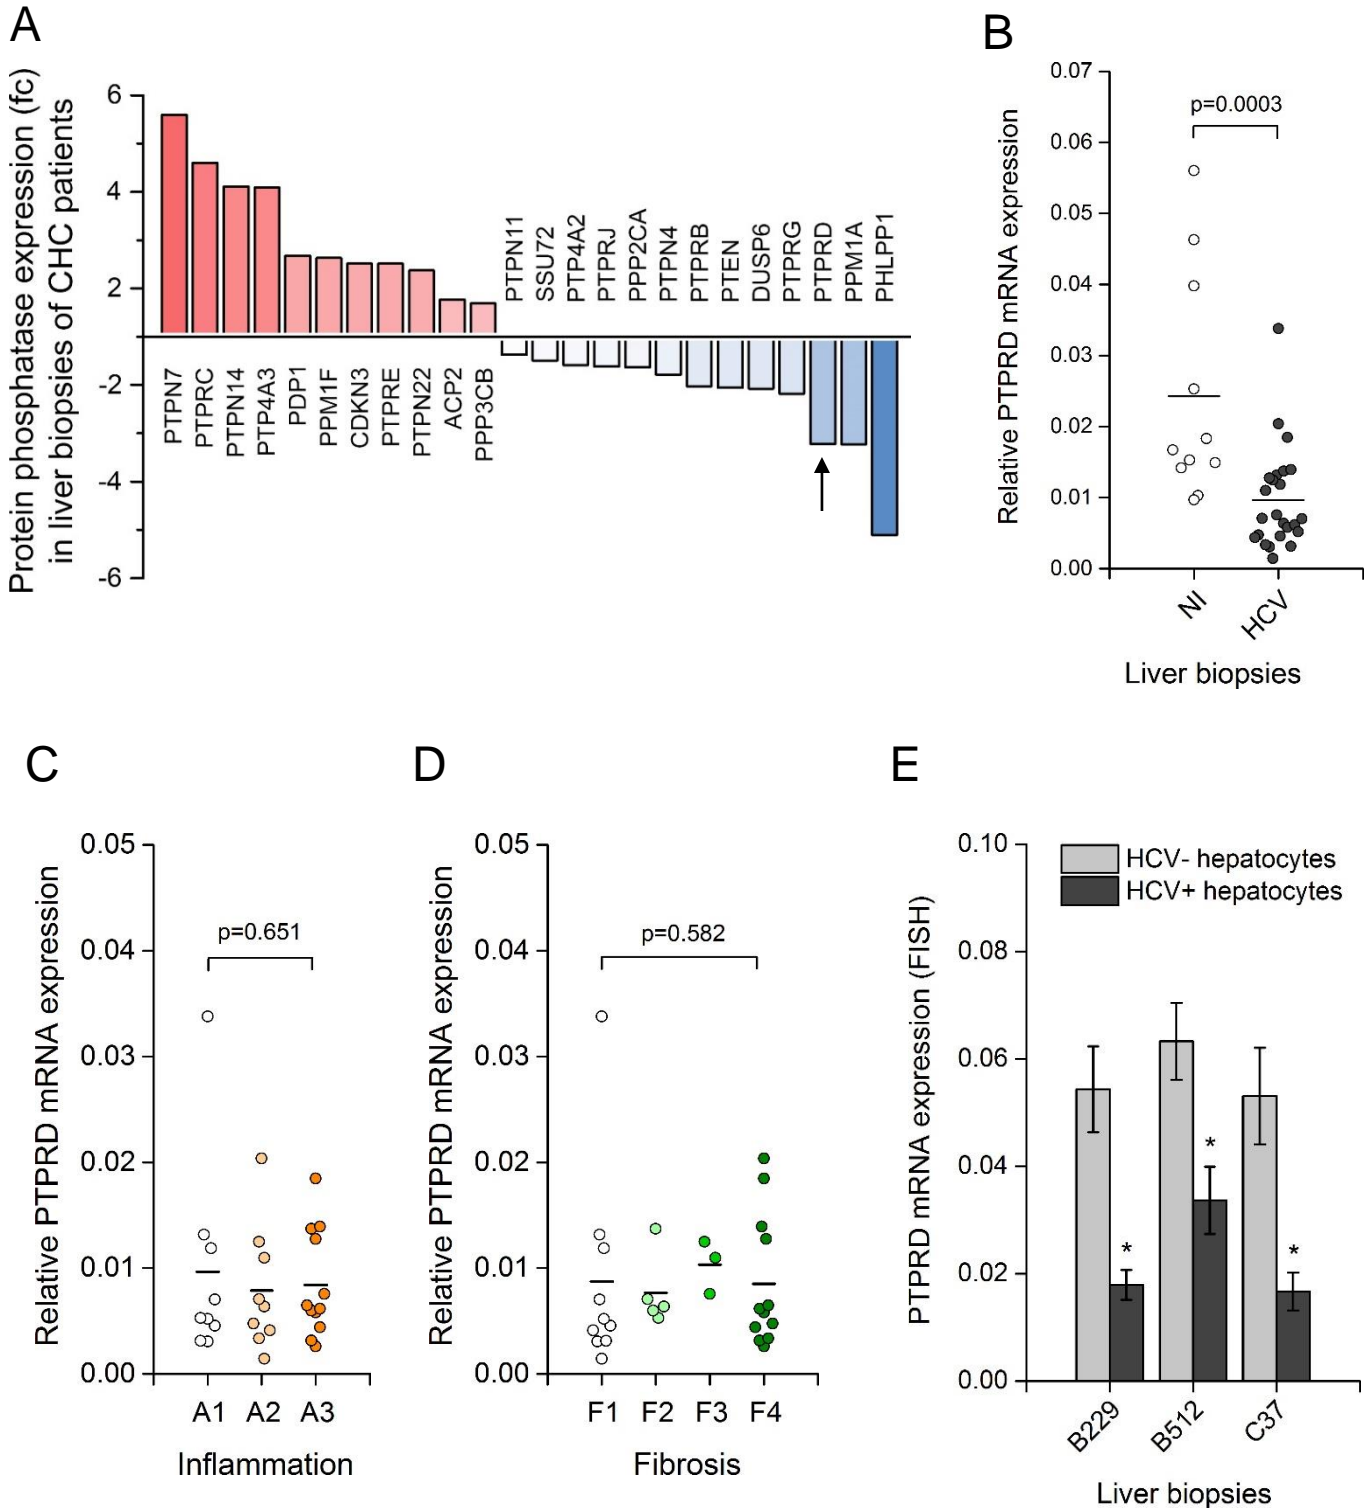 A
Protein phosphatase expression (fc)
in liver biopsies of CHC patients
6
4
2
-2
-4
-6
PTPN7
PTPRC
PTPN14
PTP4A3
PDP1
PPM1F
CDKN3
PTPRE
PTPN22
ACP2
PPP3CB
PTPN11
SSU72
PTP4A2
PTPRJ
PPP2CA
PTPN4
PTPRB
PTEN
DUSP6
PTPRG
PTPRD
PPM1A
PHLPP1
B
Relative PTPRD mRNA expression
0.07
0.06
0.05
0.04
0.03
0.02
0.01
0.00
p=0.0003
NI
HCV
Liver biopsies
C
Relative PTPRD mRNA expression
0.05
0.04
0.03
0.02
0.01
0.00
p=0.651
A1
A2
A3
Inflammation
D
Relative PTPRD mRNA expression
0.05
0.04
0.03
0.02
0.01
0.00
p=0.582
F1
F2
F3
F4
Fibrosis
E
PTPRD mRNA expression (FISH)
0.10
0.08
0.06
0.04
0.02
0.00
HCV- hepatocytes
HCV+ hepatocytes
*
*
*
B229
B512
C37
Liver biopsies